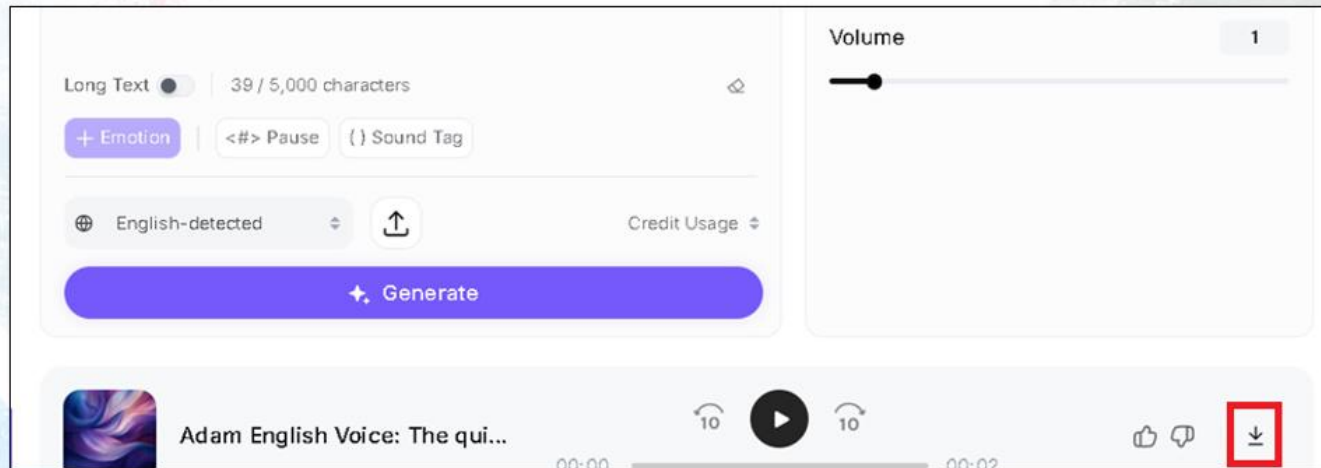 Volume 1
Long Text 39 / 5,000 characters
+ Emotion <#> Pause ( ) Sound Tag
English-detected Credit Usage
Generate
10 10
Adam English Voice: The qui...
00:00 00:02